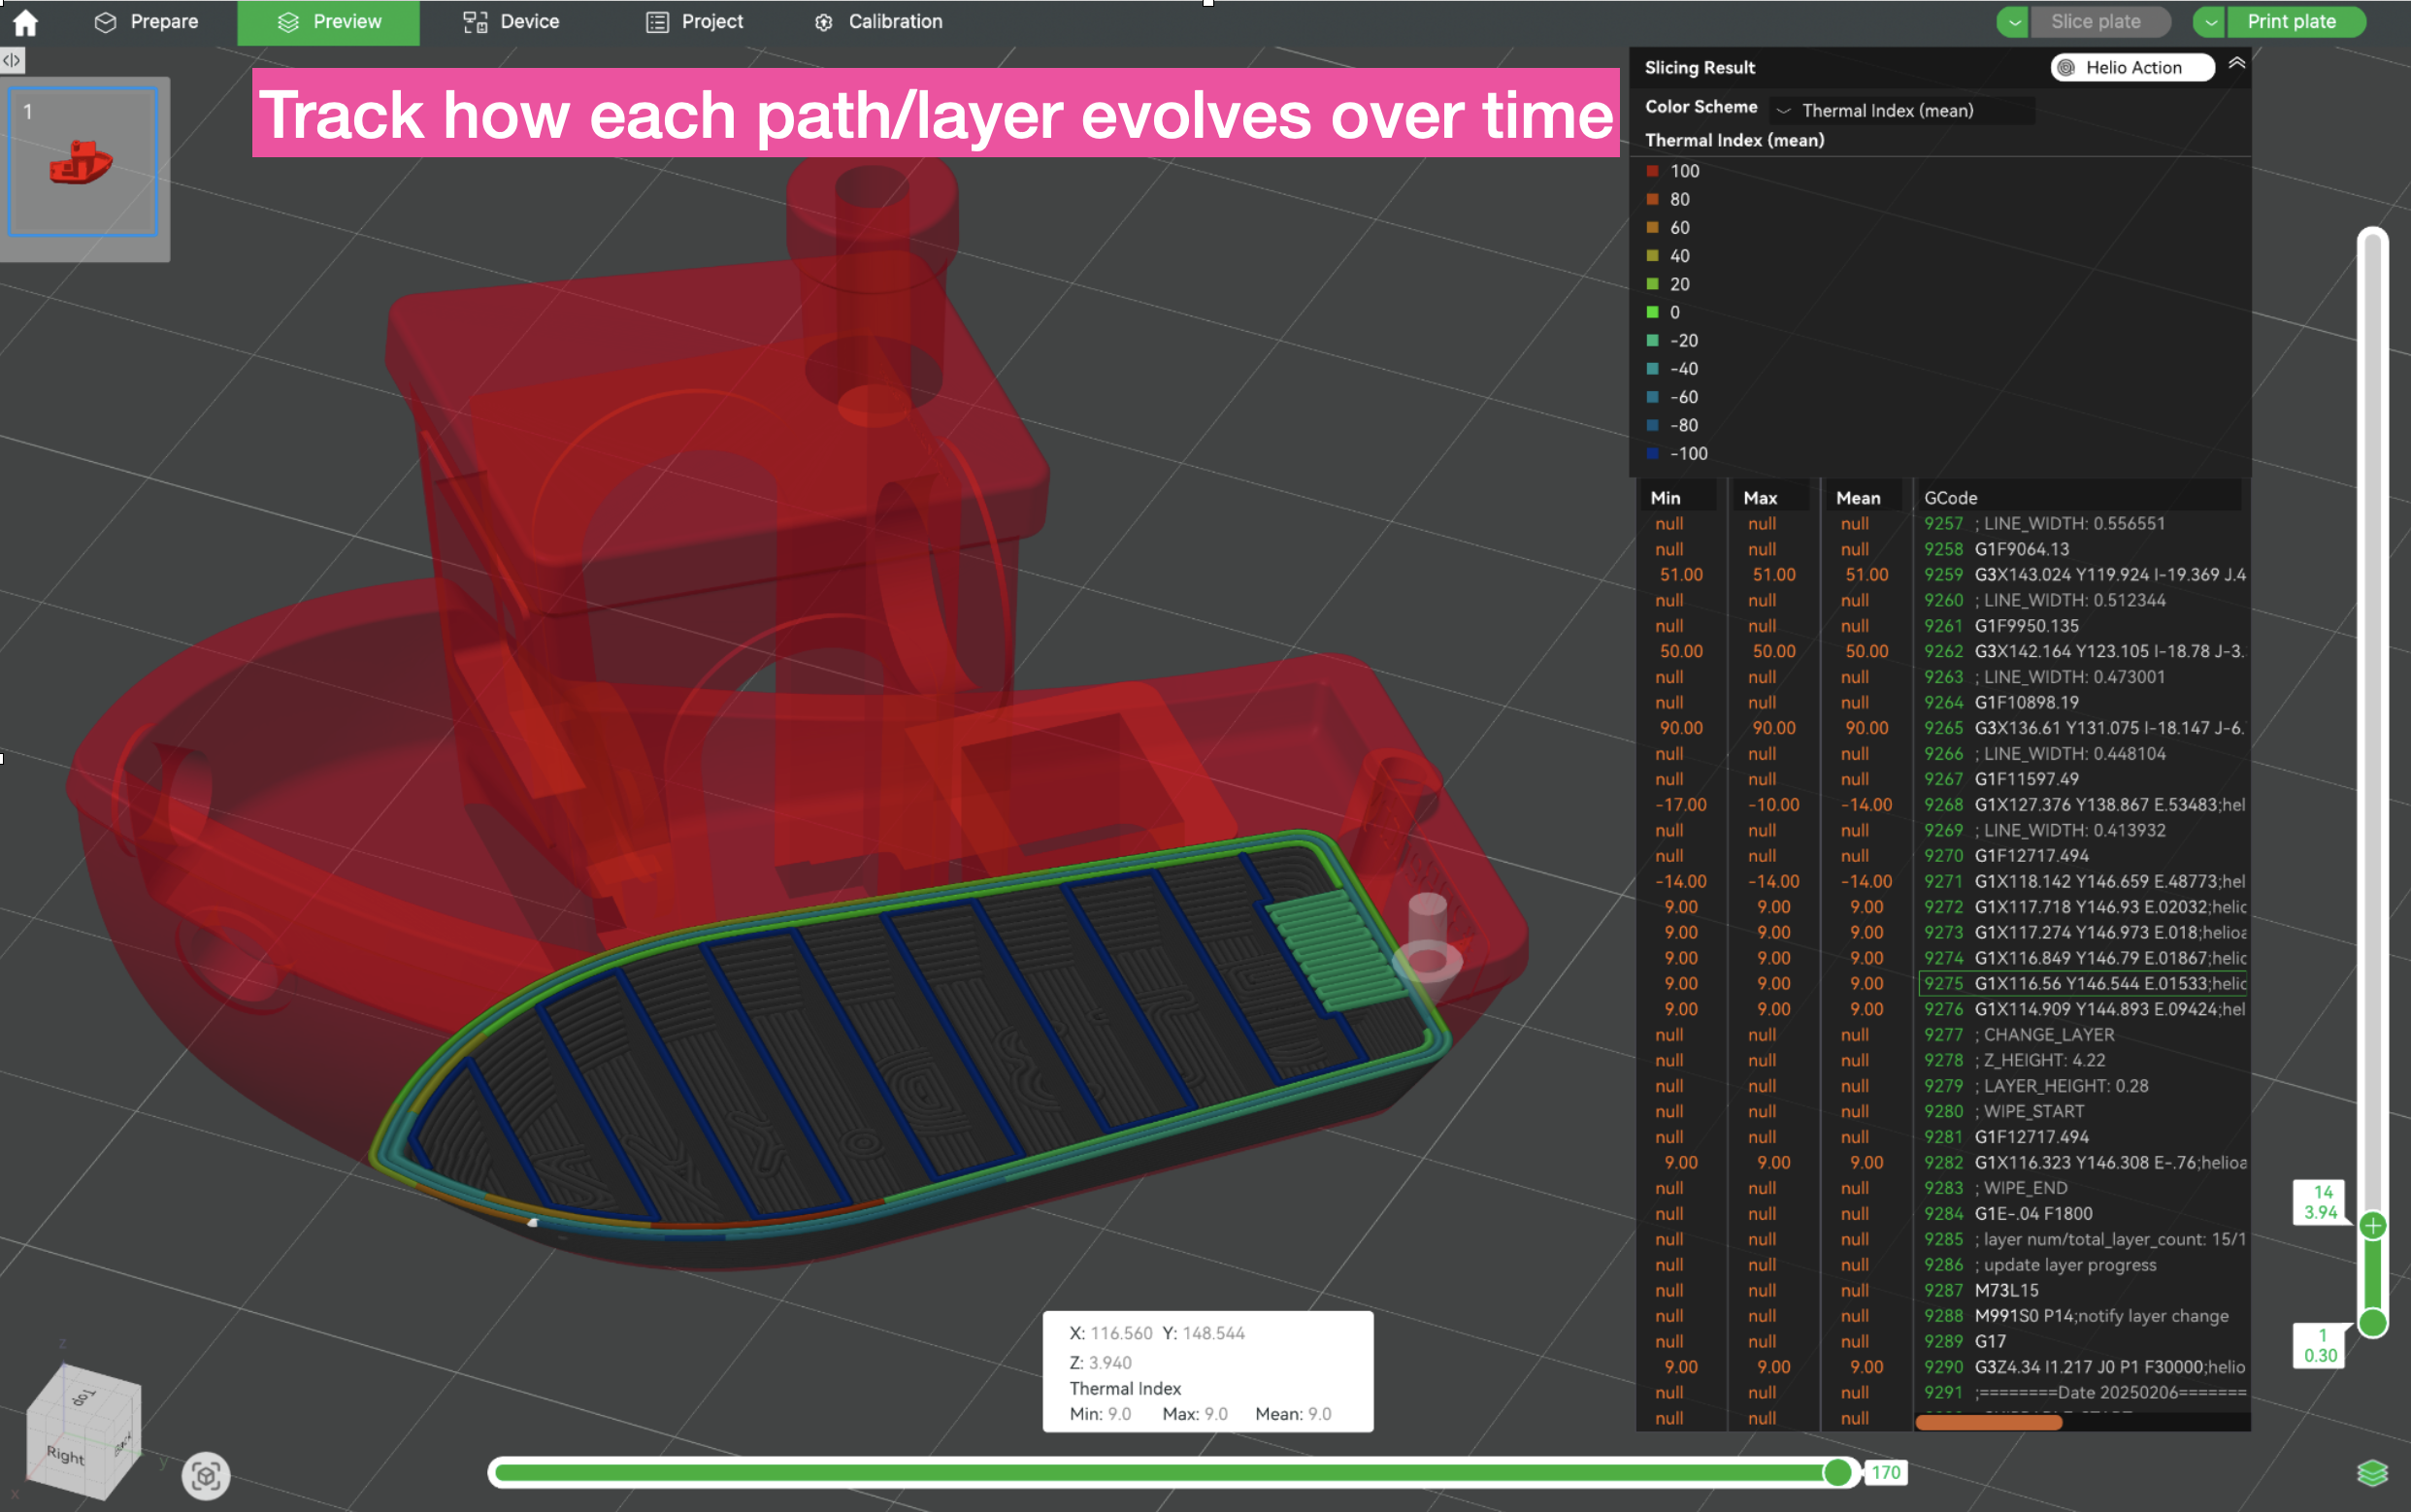 Prepare Preview Device Project Calibration Slice plate Print plate
1
Track how each path/layer evolves over time
Slicing Result Helio Action
Color Scheme Thermal Index (mean)
Thermal Index (mean)
100
80
60
40
20
0
-20
-40
-60
-80
-100
Min Max Mean GCode
null null null 9257 ; LINE_WIDTH: 0.556551
null null null 9258 G1F9064.13
51.00 51.00 51.00 9259 G3X143.024 Y119.924 I-19.369 J.4
null null null 9260 ; LINE_WIDTH: 0.512344
null null null 9261 G1F9950.135
50.00 50.00 50.00 9262 G3X142.164 Y123.105 I-18.78 J-3.
null null null 9263 ; LINE_WIDTH: 0.473001
null null null 9264 G1F10898.19
90.00 90.00 90.00 9265 G3X136.61 Y131.075 I-18.147 J-6.
null null null 9266 ; LINE_WIDTH: 0.448104
null null null 9267 G1F11597.49
-17.00 -10.00 -14.00 9268 G1X127.376 Y138.867 E.53483;hel
null null null 9269 ; LINE_WIDTH: 0.413932
null null null 9270 G1F12717.494
-14.00 -14.00 -14.00 9271 G1X118.142 Y146.659 E.48773;hel
9.00 9.00 9.00 9272 G1X117.718 Y146.93 E.02032;helic
9.00 9.00 9.00 9273 G1X117.274 Y146.973 E.018;helioa
9.00 9.00 9.00 9274 G1X116.849 Y146.79 E.01867;helic
9.00 9.00 9.00 9275 G1X116.56 Y146.544 E.01533;helic
9.00 9.00 9.00 9276 G1X114.909 Y144.893 E.09424;hel
null null null 9277 ; CHANGE_LAYER
null null null 9278 ; Z_HEIGHT: 4.22
null null null 9279 ; LAYER_HEIGHT: 0.28
null null null 9280 ; WIPE_START
null null null 9281 G1F12717.494
9.00 9.00 9.00 9282 G1X116.323 Y146.308 E-.76;helioa
null null null 9283 ; WIPE_END
null null null 9284 G1E-.04 F1800
null null null 9285 ; layer num/total_layer_count: 15/1
null null null 9286 ; update layer progress
null null null 9287 M73L15
null null null 9288 M991S0 P14;notify layer change
null null null 9289 G17
9.00 9.00 9.00 9290 G3Z4.34 I1.217 J0 P1 F30000;helio
null null null 9291 ;========Date 20250206=======
null null null
14
3.94
1
0.30
X: 116.560 Y: 148.544
Z: 3.940
Thermal Index
Min: 9.0 Max: 9.0 Mean: 9.0
170
z
Top
Right
Back
y
x